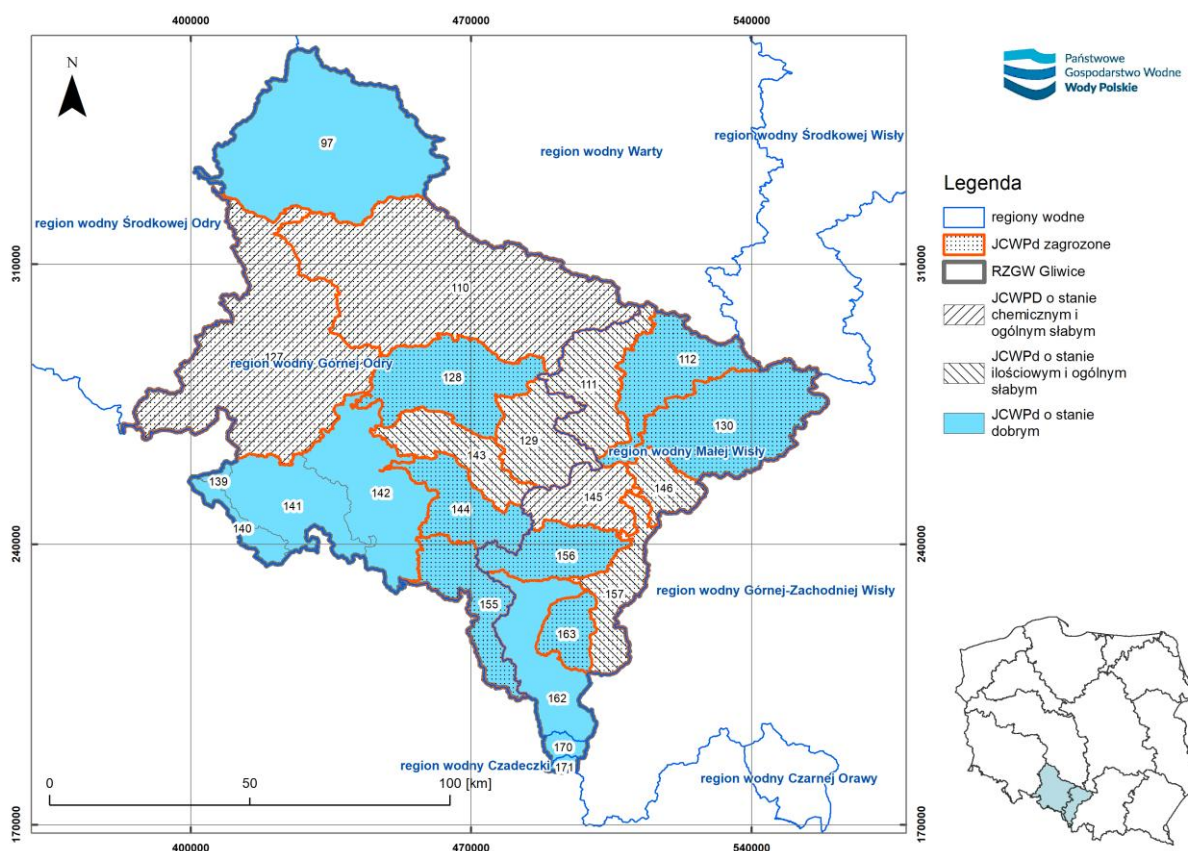 400000
470000
540000
N
Państwowe
Gospodarstwo Wodne
Wody Polskie
97
region wodny Warty
region wodny Środkowej Wisły
region wodny Środkowej Odry
310000
310000
110
127
region wodny Górnej Odry
128
111
112
129
130
region wodny Małej Wisły
143
139
142
141
144
145
146
140
240000
240000
156
155
157
region wodny Górnej-Zachodniej Wisły
163
162
170
171
region wodny Czadeczki
region wodny Czarnej Orawy
0
50
100 [km]
170000
170000
400000
470000
540000
Legenda
regiony wodne
JCWPd zagrożone
RZGW Gliwice
JCWPD o stanie
chemicznym i
ogólnym słabym
JCWPd o stanie
ilościowym i ogólnym
słabym
JCWPd o stanie
dobrym